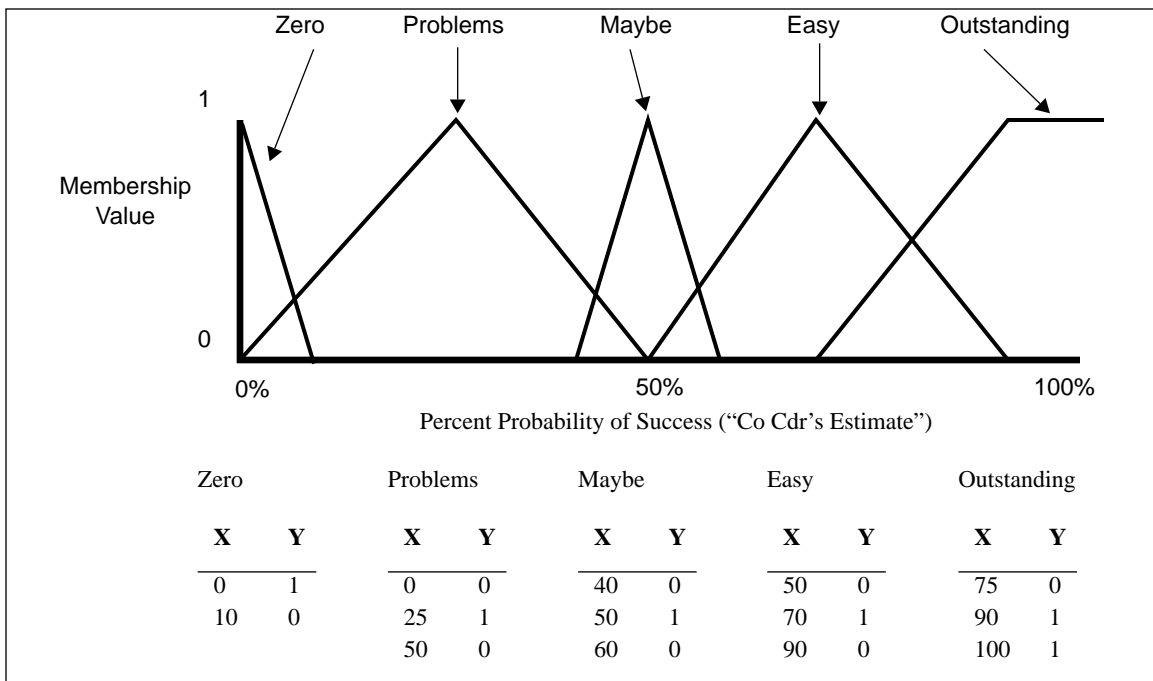 Zero Problems Maybe Easy Outstanding
1
Membership
Value
0
0% 50% 100%
Percent Probability of Success (“Co Cdr’s Estimate”)
Zero Problems Maybe Easy Outstanding
X Y X Y X Y X Y X Y
0 1 0 0 40 0 50 0 75 0
10 0 25 1 50 1 70 1 90 1
50 0 60 0 90 0 100 1